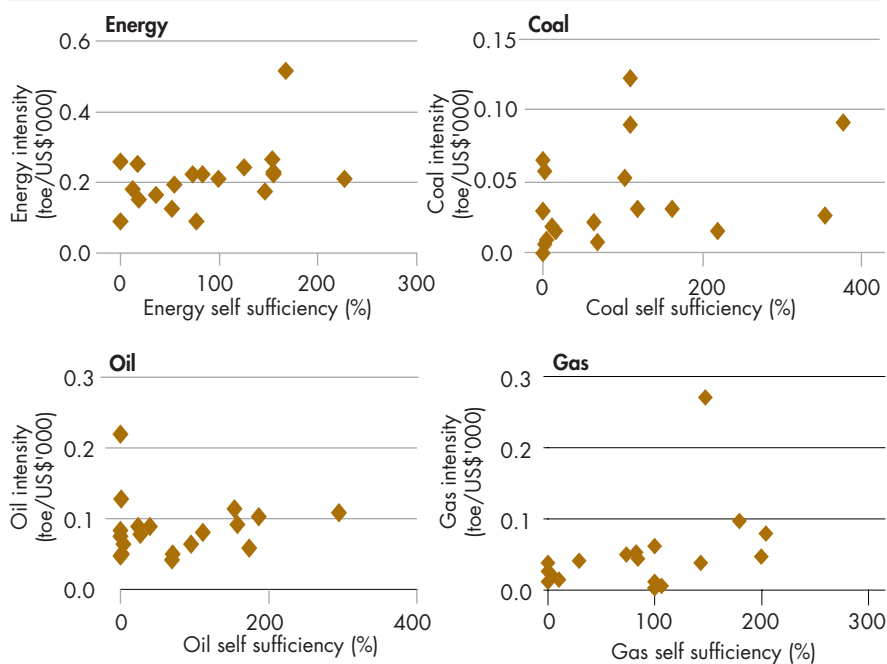 Energy
Energy intensity
(toe/US$'000)
0.6
0.4
0.2
0.0
0 100 200 300
Energy self sufficiency (%)
Coal
Coal intensity
(toe/US$'000)
0.15
0.10
0.05
0.0
0 200 400
Coal self sufficiency (%)
Oil
Oil intensity
(toe/US$'000)
0.3
0.2
0.1
0.0
0 200 400
Oil self sufficiency (%)
Gas
Gas intensity
(toe/US$'000)
0.3
0.2
0.1
0.0
0 100 200 300
Gas self sufficiency (%)